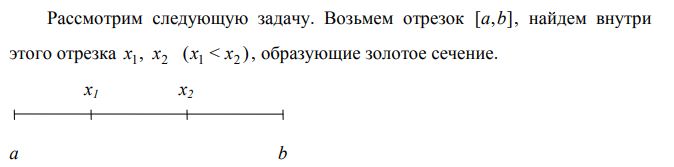 Рассмотрим следующую задачу. Возьмем отрезок [a,b], найдем внутри
этого отрезка x₁, x₂ (x₁ < x₂), образующие золотое сечение.
x₁ x₂
a b